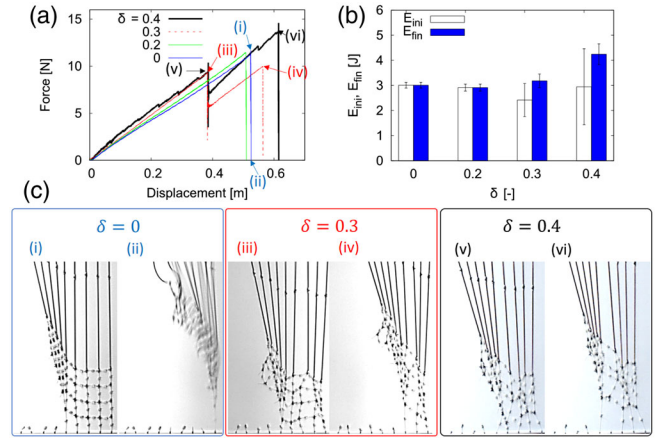 (a)
15
10
5
0
Force [N]
δ = 0.4
0.3
0.2
0
(i)
(ii)
(iii)
(iv)
(v)
(vi)
0
0.2
0.4
0.6
Displacement [m]
(b)
6
5
4
3
2
1
0
E_ini, E_fin [J]
E_ini
E_fin
0
0.2
0.3
0.4
δ [-]
(c)
δ = 0
(i)
(ii)
δ = 0.3
(iii)
(iv)
δ = 0.4
(v)
(vi)